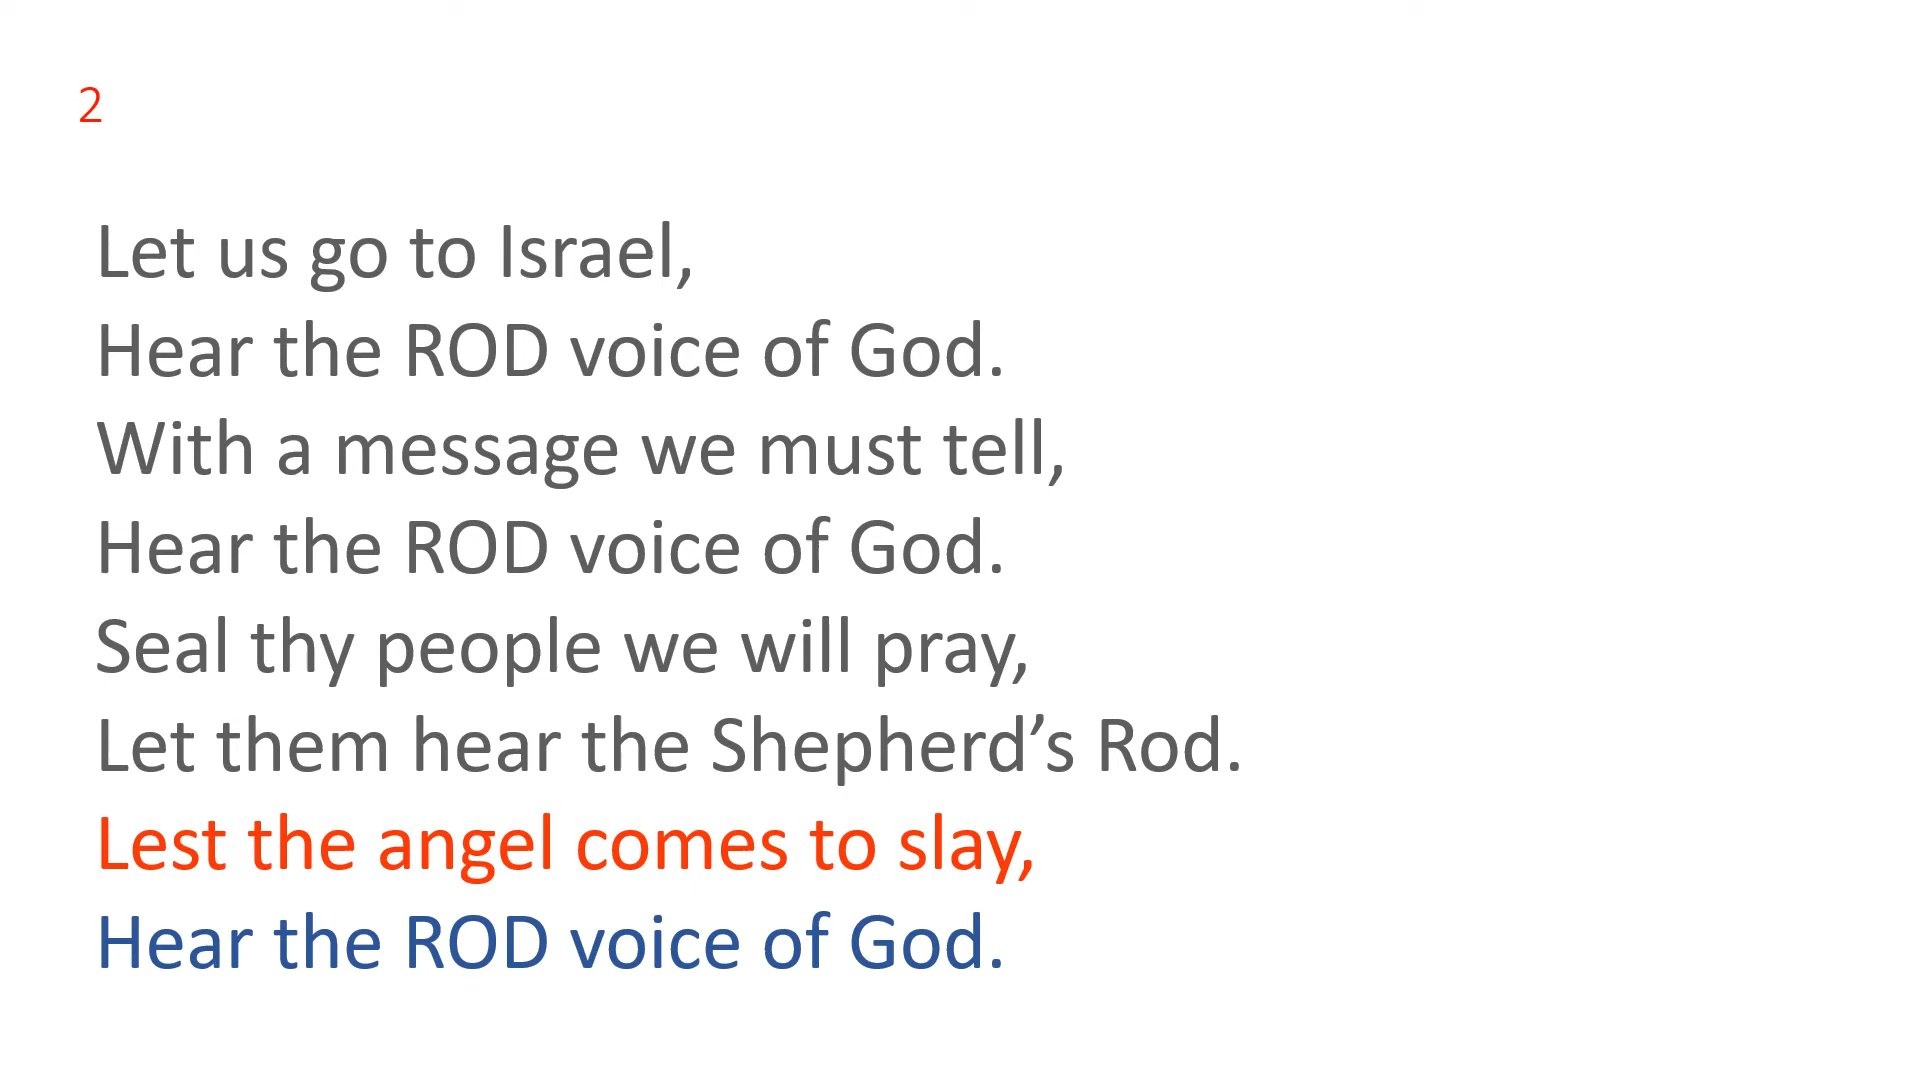 2
Let us go to Israel,
Hear the ROD voice of God.
With a message we must tell,
Hear the ROD voice of God.
Seal thy people we will pray,
Let them hear the Shepherd’s Rod.
Lest the angel comes to slay,
Hear the ROD voice of God.